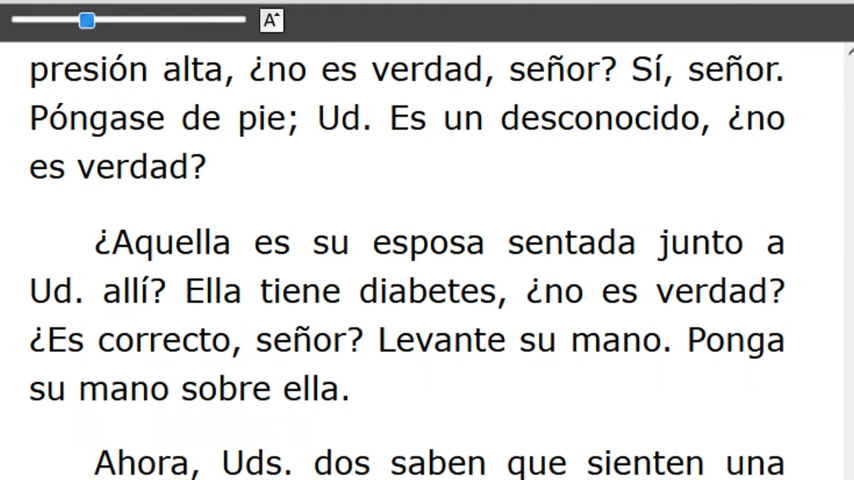 A
presión alta, ¿no es verdad, señor? Sí, señor.
Póngase de pie; Ud. Es un desconocido, ¿no
es verdad?
¿Aquella es su esposa sentada junto a
Ud. allí? Ella tiene diabetes, ¿no es verdad?
¿Es correcto, señor? Levante su mano. Ponga
su mano sobre ella.
Ahora, Uds. dos saben que sienten una